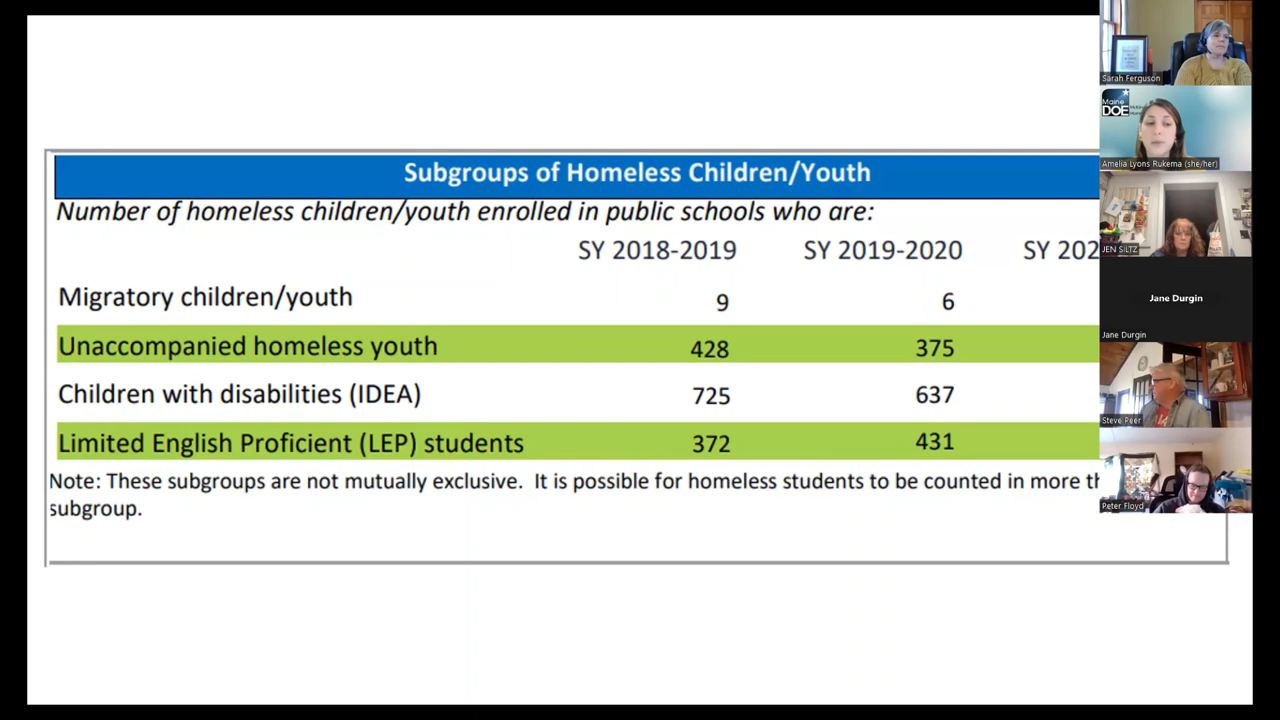 Subgroups of Homeless Children/Youth
Number of homeless children/youth enrolled in public schools who are:
SY 2018-2019 SY 2019-2020 SY 202
Migratory children/youth 9 6
Unaccompanied homeless youth 428 375
Children with disabilities (IDEA) 725 637
Limited English Proficient (LEP) students 372 431
Note: These subgroups are not mutually exclusive. It is possible for homeless students to be counted in more th
subgroup.
Sarah Ferguson
Maine
DOE
Amelia Lyons Rukema (she/her)
JEN SILTZ
Jane Durgin
Jane Durgin
Steve Peer
Peter Floyd